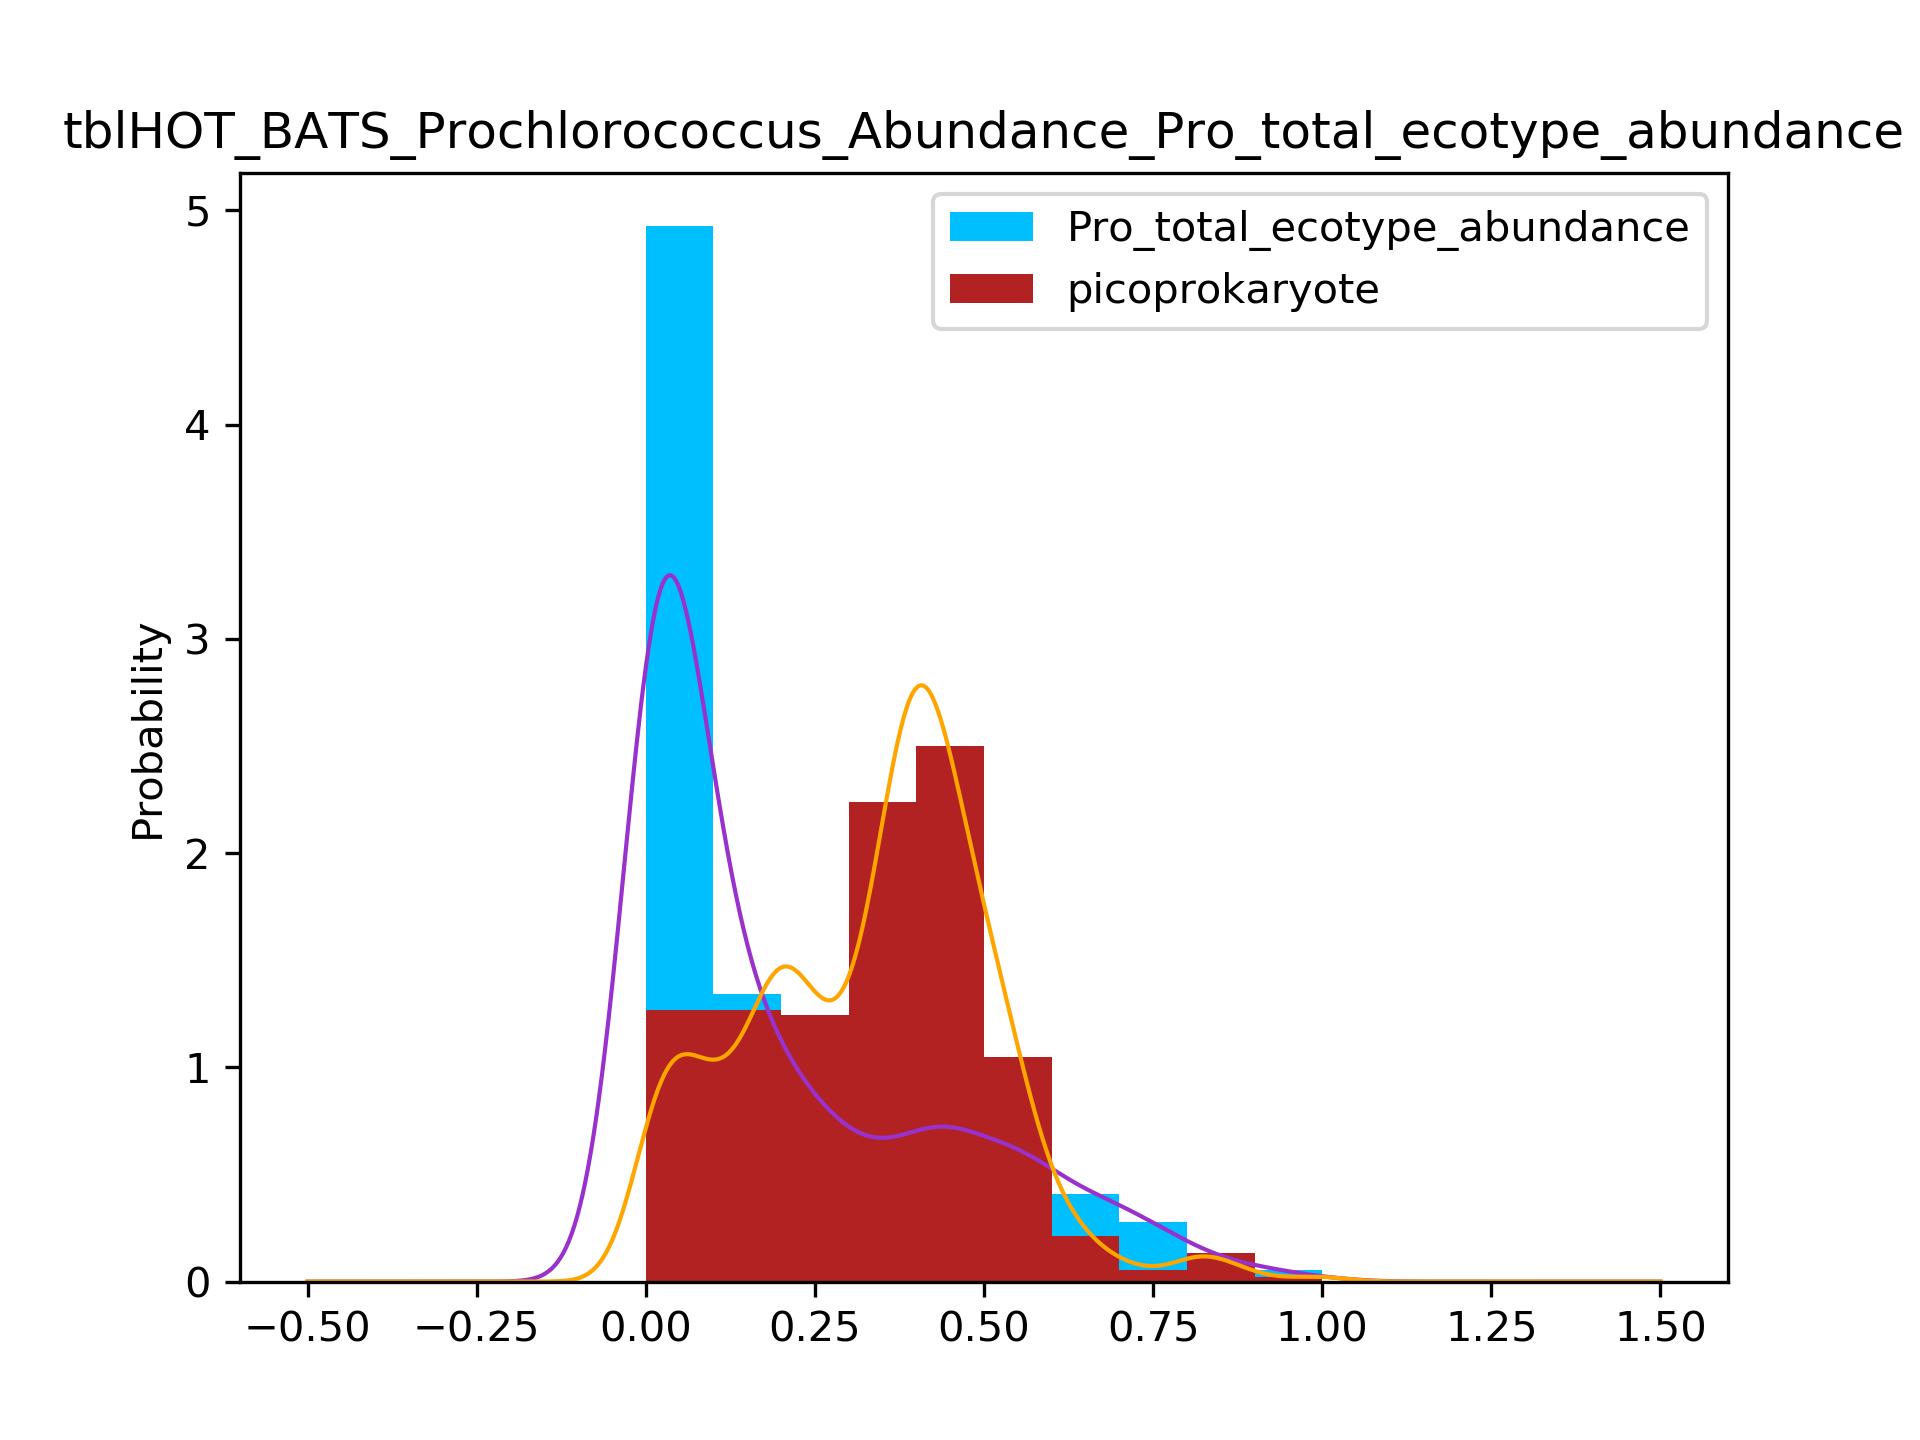 tblHOT_BATS_Prochlorococcus_Abundance_Pro_total_ecotype_abundance
Pro_total_ecotype_abundance
picoprokaryote
Probability
5
4
3
2
1
0
−0.50 −0.25 0.00 0.25 0.50 0.75 1.00 1.25 1.50